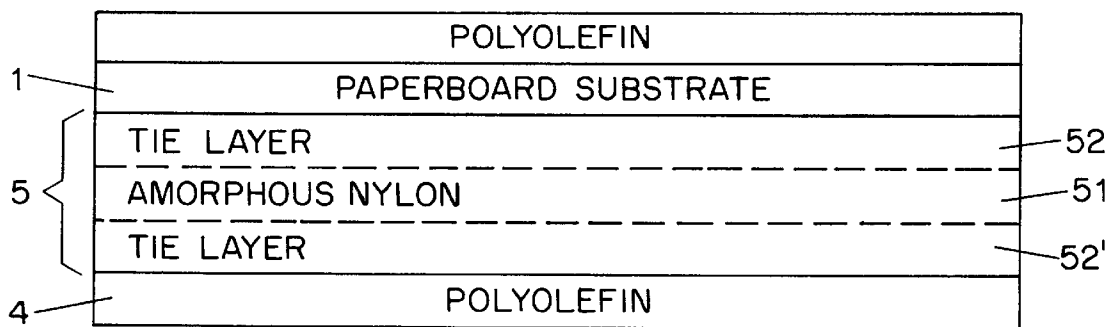 POLYOLEFIN
1 PAPERBOARD SUBSTRATE
TIE LAYER 52
5 AMORPHOUS NYLON 51
TIE LAYER 52'
4 POLYOLEFIN